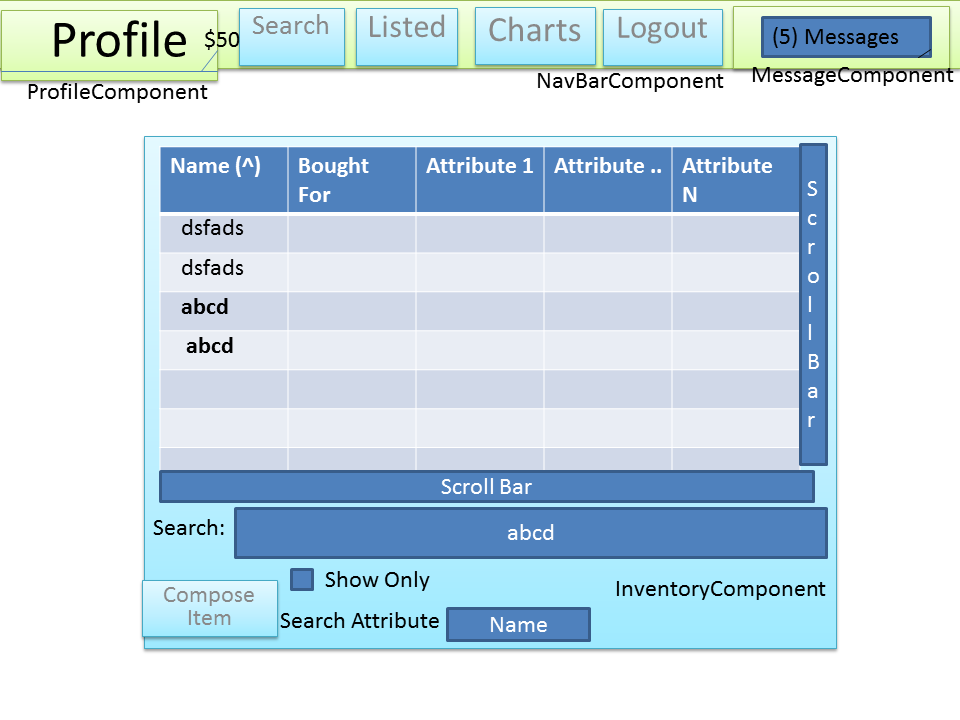 Profile
$50
Search
Listed
Charts
Logout
(5) Messages
ProfileComponent
NavBarComponent
MessageComponent
Name (^)
Bought
For
Attribute 1
Attribute ..
Attribute
N
dsfads
dsfads
abcd
abcd
S
c
r
o
l
l
B
a
r
Scroll Bar
Search:
abcd
Show Only
InventoryComponent
Compose
Item
Search Attribute
Name